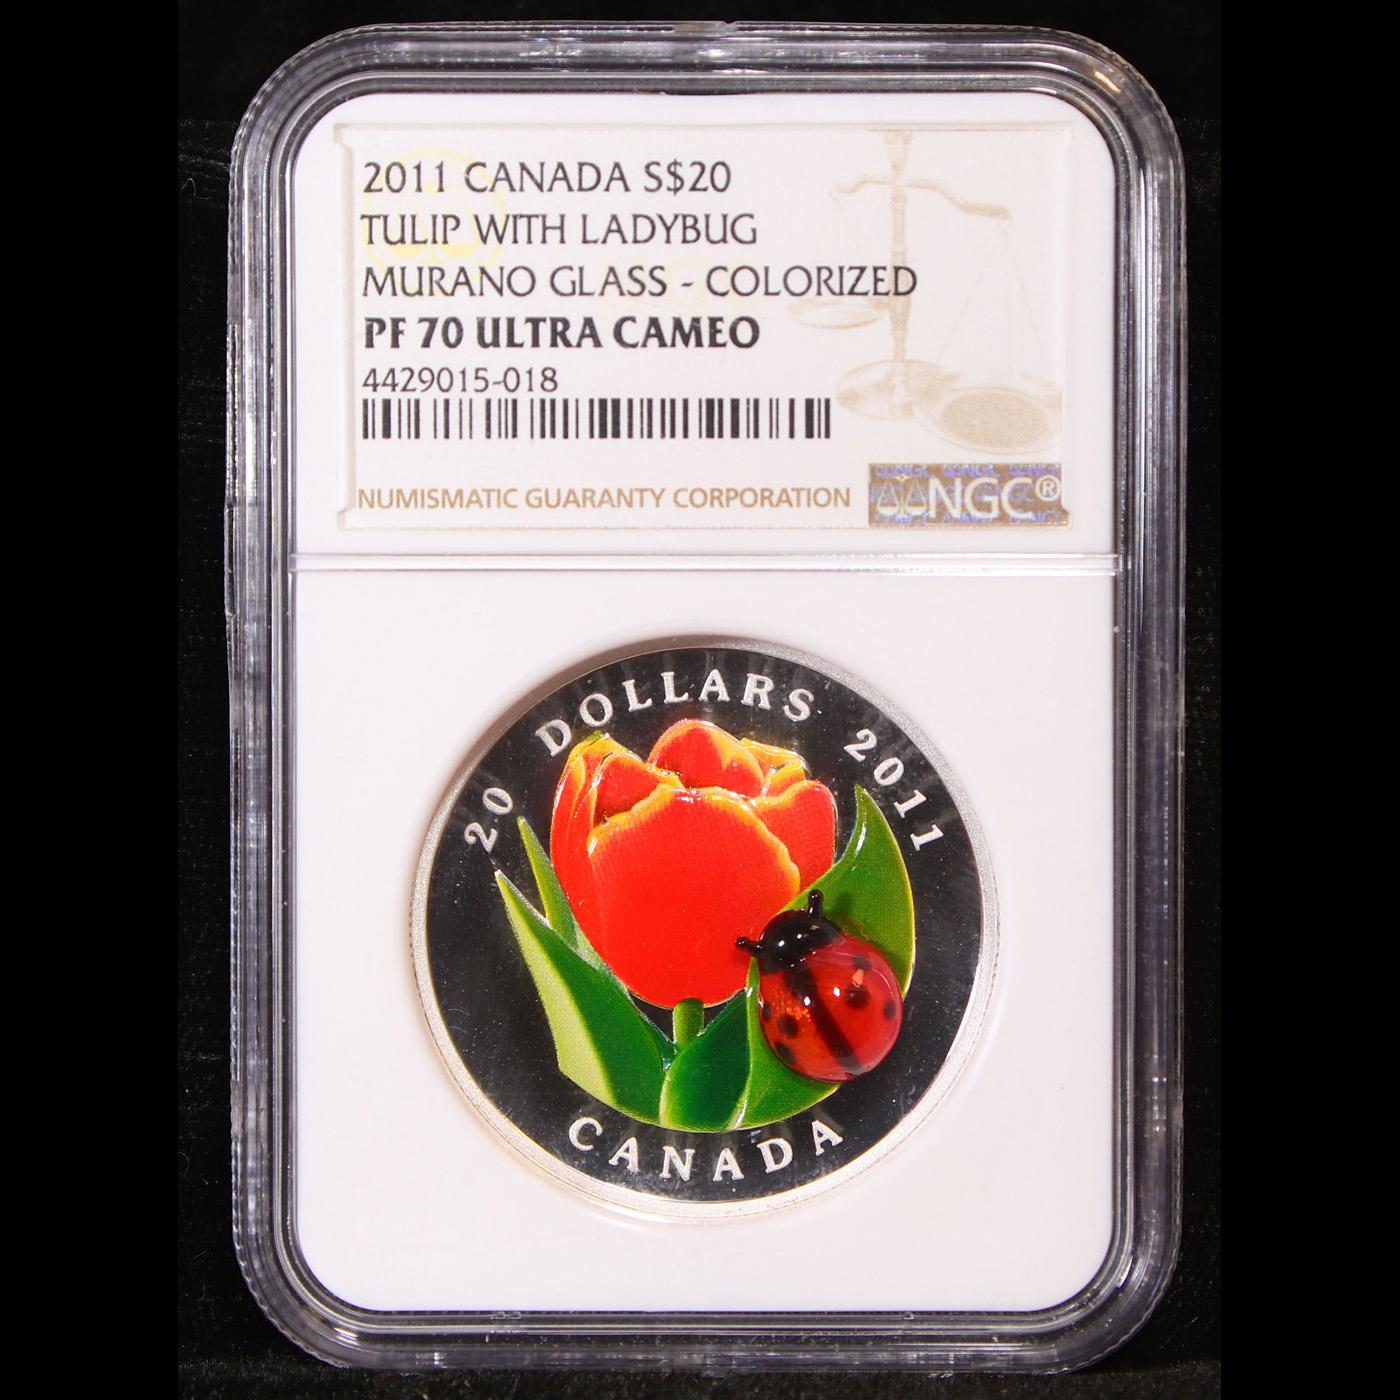 2011 CANADA S$20
TULIP WITH LADYBUG
MURANO GLASS - COLORIZED
PF 70 ULTRA CAMEO
4429015-018
NUMISMATIC GUARANTY CORPORATION
NGC®
20 DOLLARS 2011
CANADA